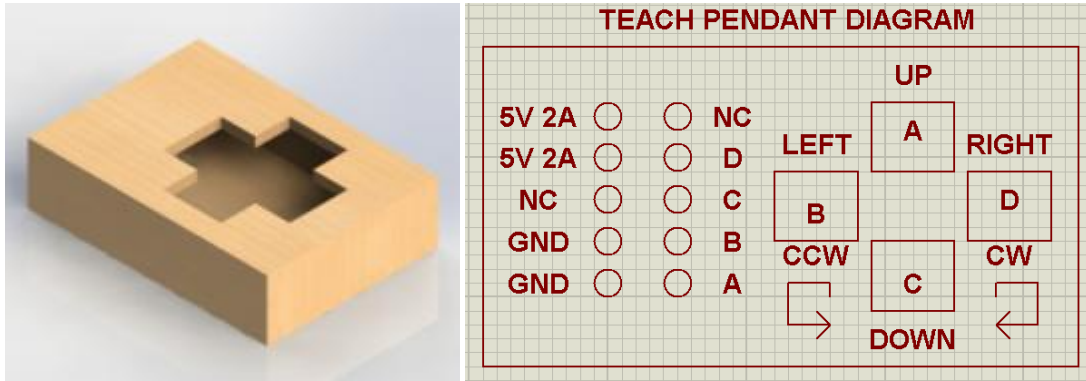 TEACH PENDANT DIAGRAM
UP
5V 2A NC
A
LEFT RIGHT
5V 2A D
NC C
B D
GND B
CCW CW
GND A
C
DOWN